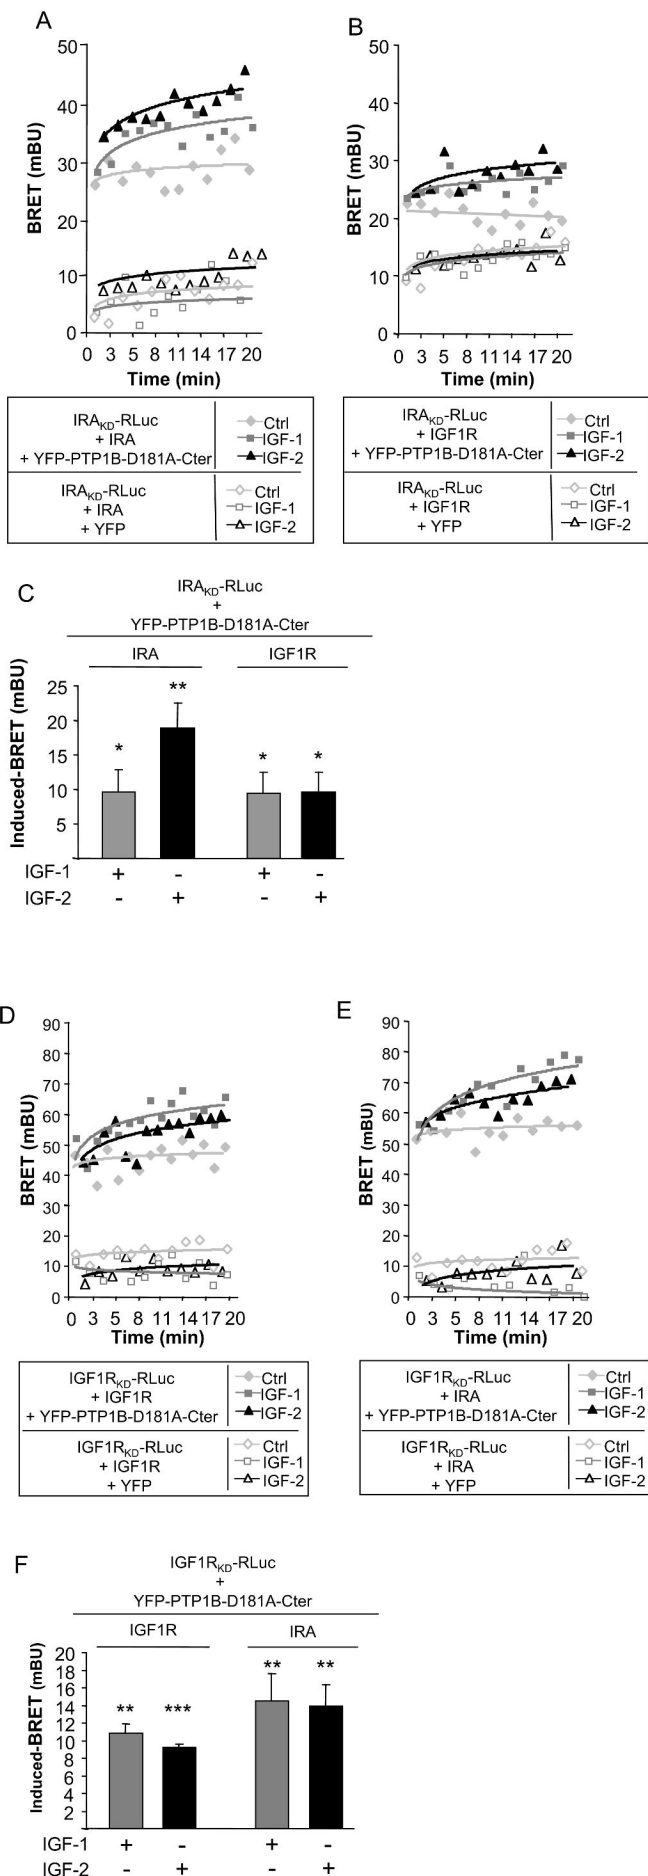 A
BRET (mBU)
50
40
30
20
10
0
0 3 5 8 11 14 17 20
Time (min)
IRAKD-RLuc
+ IRA
+ YFP-PTP1B-D181A-Cter
Ctrl
IGF-1
IGF-2
IRAKD-RLuc
+ IRA
+ YFP
Ctrl
IGF-1
IGF-2
B
BRET (mBU)
50
40
30
20
10
0
0 3 5 8 11 14 17 20
Time (min)
IRAKD-RLuc
+ IGF1R
+ YFP-PTP1B-D181A-Cter
Ctrl
IGF-1
IGF-2
IRAKD-RLuc
+ IGF1R
+ YFP
Ctrl
IGF-1
IGF-2
C
IRAKD-RLuc
+
YFP-PTP1B-D181A-Cter
IRA IGF1R
Induced-BRET (mBU)
25
20
15
10
5
* ** * *
IGF-1 + - + -
IGF-2 - + - +
D
BRET (mBU)
90
80
70
60
50
40
30
20
10
0
0 3 5 8 11 14 17 20
Time (min)
IGF1RKD-RLuc
+ IGF1R
+ YFP-PTP1B-D181A-Cter
Ctrl
IGF-1
IGF-2
IGF1RKD-RLuc
+ IGF1R
+ YFP
Ctrl
IGF-1
IGF-2
E
BRET (mBU)
90
80
70
60
50
40
30
20
10
0
0 3 5 8 11 14 17 20
Time (min)
IGF1RKD-RLuc
+ IRA
+ YFP-PTP1B-D181A-Cter
Ctrl
IGF-1
IGF-2
IGF1RKD-RLuc
+ IRA
+ YFP
Ctrl
IGF-1
IGF-2
F
IGF1RKD-RLuc
+
YFP-PTP1B-D181A-Cter
IGF1R IRA
Induced-BRET (mBU)
20
18
16
14
12
10
8
6
4
2
** *** ** **
IGF-1 + - + -
IGF-2 - + - +